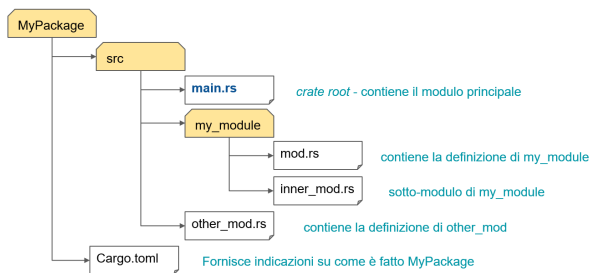 MyPackage
src
main.rs
crate root - contiene il modulo principale
my_module
mod.rs
contiene la definizione di my_module
inner_mod.rs
sotto-modulo di my_module
other_mod.rs
contiene la definizione di other_mod
Cargo.toml
Fornisce indicazioni su come è fatto MyPackage